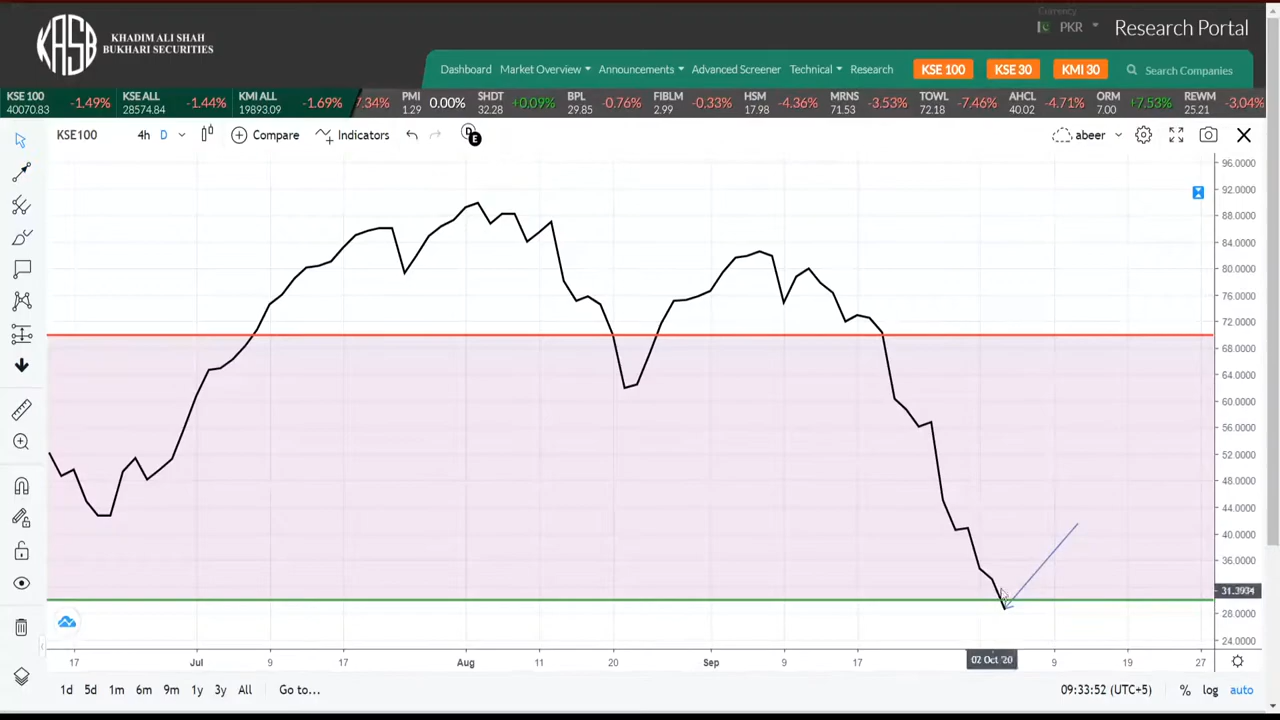 Currency
KASB
KHADIM ALI SHAH
BUKHARI SECURITIES
PKR
Research Portal
Dashboard Market Overview Announcements Advanced Screener Technical Research KSE 100 KSE 30 KMI 30 Search Companies
KSE 100 -1.49% KSE ALL -1.44% KMI ALL -1.69% 7.34% PMI 0.00% SHDT +0.09% BPL -0.76% FIBLM -0.33% HSM -4.36% MRNS -3.53% TOWL -7.46% AHCL -4.71% ORM +7.53% REWM -3.04%
40070.83 28574.84 19893.09 1.29 32.28 29.85 2.99 17.98 71.53 72.18 40.02 7.00 25.21
KSE100 4h D Compare Indicators D E abeer
96.0000
92.0000
88.0000
84.0000
80.0000
76.0000
72.0000
68.0000
64.0000
60.0000
56.0000
52.0000
48.0000
44.0000
40.0000
36.0000
31.3934
28.0000
24.0000
17 Jul 9 17 Aug 11 20 Sep 9 17 02 Oct '20 9 19 27
1d 5d 1m 6m 9m 1y 3y All Go to... 09:33:52 (UTC+5) % log auto